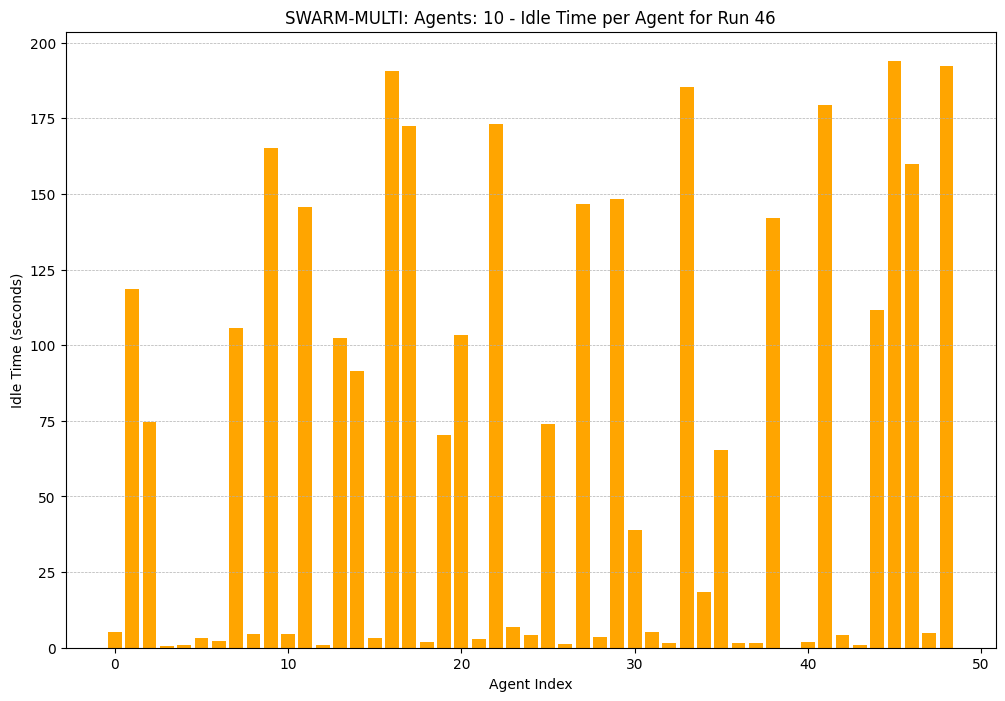 SWARM-MULTI: Agents: 10 - Idle Time per Agent for Run 46
200
175
150
125
100
75
50
25
0
Idle Time (seconds)
0 10 20 30 40 50
Agent Index